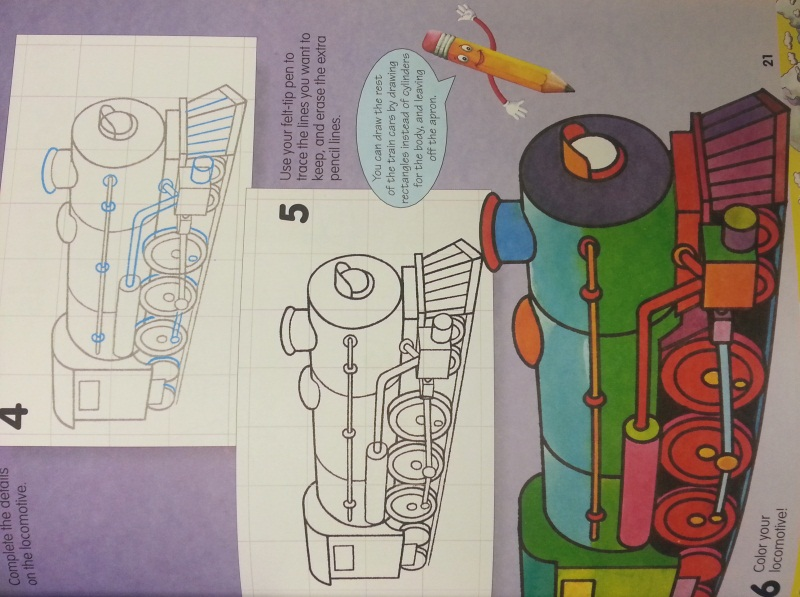 Complete the details
on the locomotive.
4
Use your felt-tip pen to
trace the lines you want to
keep, and erase the extra
pencil lines.
5
You can draw the rest
of the train cars by drawing
rectangles instead of cylinders
for the body, and leaving
off the apron.
6 Color your
locomotive!
21